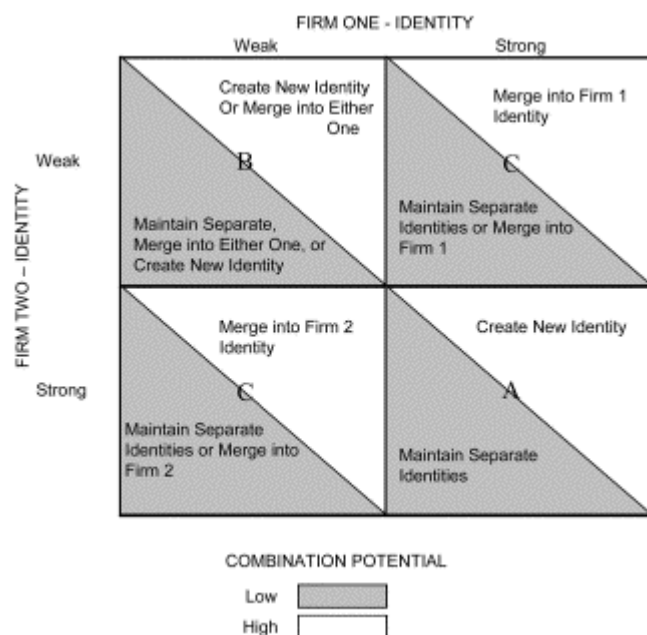 FIRM ONE - IDENTITY
Weak
Strong
FIRM TWO – IDENTITY
Weak
Create New Identity
Or Merge into Either
One
B
Maintain Separate,
Merge into Either One, or
Create New Identity
Merge into Firm 1
Identity
C
Maintain Separate
Identities or Merge into
Firm 1
Strong
Merge into Firm 2
Identity
C
Maintain Separate
Identities or Merge into
Firm 2
Create New Identity
A
Maintain Separate
Identities
COMBINATION POTENTIAL
Low
High